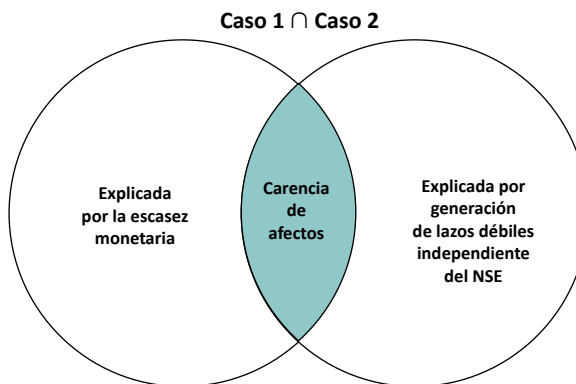 Caso 1 ∩ Caso 2
Explicada
por la escasez
monetaria
Carencia
de
afectos
Explicada por
generación
de lazos débiles
independiente
del NSE